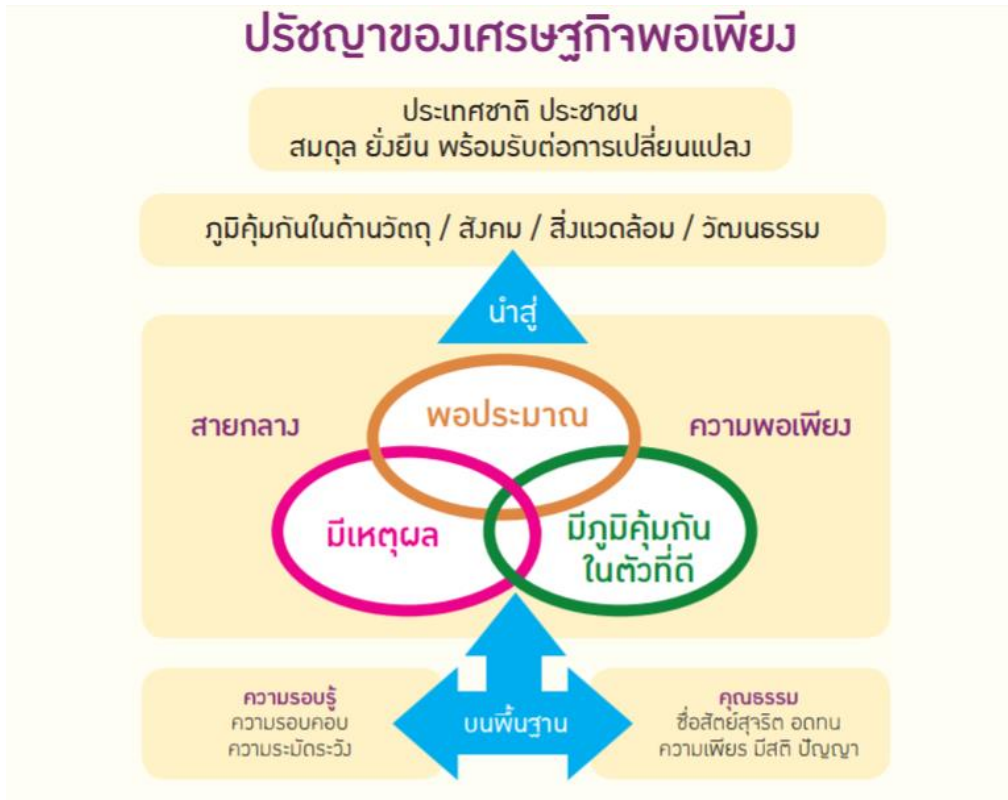 ปรัชญาของเศรษฐกิจพอเพียง
ประเทศชาติ ประชาชน
สมดุล ยั่งยืน พร้อมรับต่อการเปลี่ยนแปลง
ภูมิคุ้มกันในด้านวัตถุ / สังคม / สิ่งแวดล้อม / วัฒนธรรม
นำสู่
พอประมาณ
สายกลาง
ความพอเพียง
มีเหตุผล
มีภูมิคุ้มกัน
ในตัวที่ดี
ความรอบรู้
ความรอบคอบ
ความระมัดระวัง
บนพื้นฐาน
คุณธรรม
ซื่อสัตย์สุจริต อดทน
ความเพียร มีสติ ปัญญา